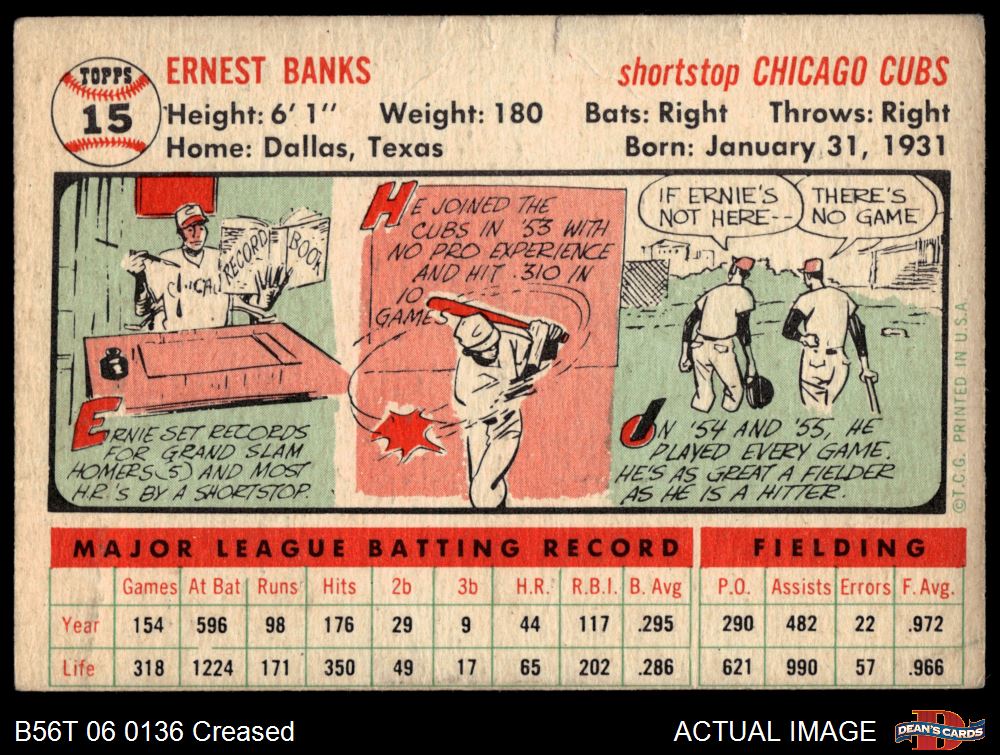 TOPPS
15
ERNEST BANKS
shortstop CHICAGO CUBS
Height: 6' 1" Weight: 180 Bats: Right Throws: Right
Home: Dallas, Texas Born: January 31, 1931
RECORD BOOK
CHICA
ERNIE SET RECORDS
FOR GRAND SLAM
HOMERS (5) AND MOST
H.R.'S BY A SHORTSTOP.
HE JOINED THE
CUBS IN '53 WITH
NO PRO EXPERIENCE
AND HIT .310 IN
10
GAMES
IF ERNIE'S
NOT HERE--
THERE'S
NO GAME
IN '54 AND '55, HE
PLAYED EVERY GAME.
HE'S AS GREAT A FIELDER
AS HE IS A HITTER.
©T.C.G. PRINTED IN U.S.A.
MAJOR LEAGUE BATTING RECORD FIELDING
Games At Bat Runs Hits 2b 3b H.R. R.B.I. B. Avg P.O. Assists Errors F. Avg.
Year 154 596 98 176 29 9 44 117 .295 290 482 22 .972
Life 318 1224 171 350 49 17 65 202 .286 621 990 57 .966
B56T 06 0136 Creased
ACTUAL IMAGE
DEAN'S CARDS